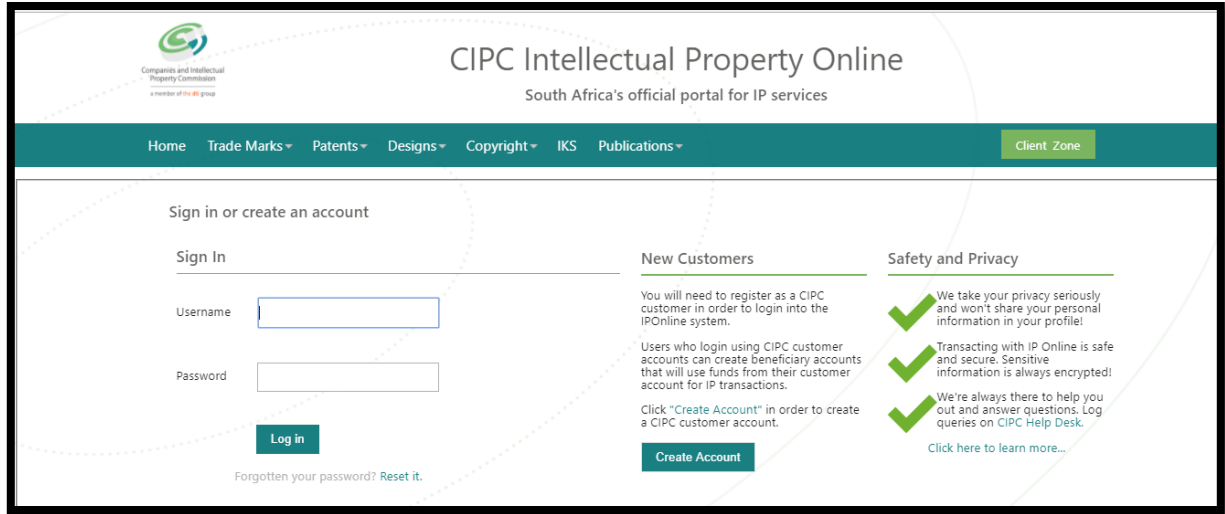 Companies and Intellectual
Property Commission
a member of the dti group
CIPC Intellectual Property Online
South Africa's official portal for IP services
Home Trade Marks Patents Designs Copyright IKS Publications Client Zone
Sign in or create an account
Sign In
Username
Password
Log in
Forgotten your password? Reset it.
New Customers
You will need to register as a CIPC
customer in order to login into the
IPOnline system.
Users who login using CIPC customer
accounts can create beneficiary accounts
that will use funds from their customer
account for IP transactions.
Click "Create Account" in order to create
a CIPC customer account.
Create Account
Safety and Privacy
We take your privacy seriously
and won't share your personal
information in your profile!
Transacting with IP Online is safe
and secure. Sensitive
information is always encrypted!
We're always there to help you
out and answer questions. Log
queries on CIPC Help Desk.
Click here to learn more...